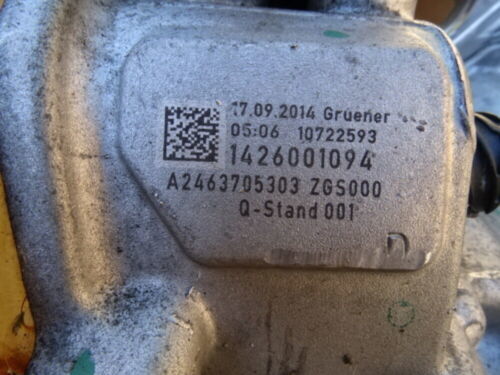 17.09.2014 Gruener
05:06 10722593
1426001094
A2463705303 ZGS000
Q-Stand 001
D